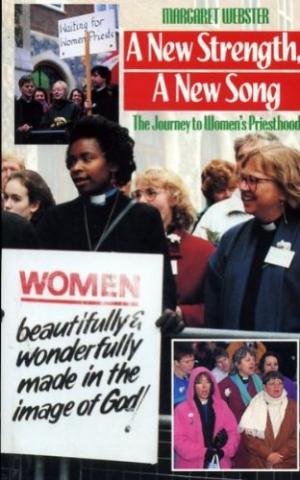 MARGARET WEBSTER
A New Strength,
A New Song
The Journey to Women's Priesthood
Waiting for
Women Priests
WOMEN
beautifully &
wonderfully
made in the
image of God!